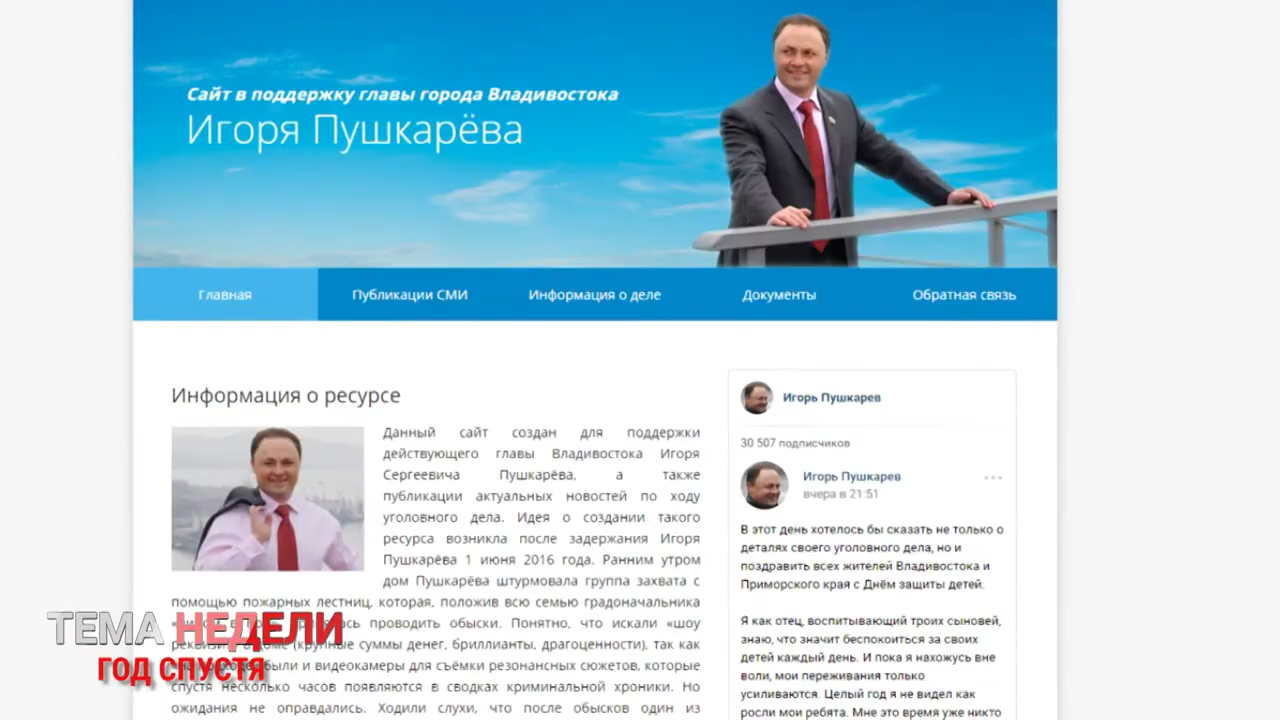 Сайт в поддержку главы города Владивостока
Игоря Пушкарёва
Главная
Публикации СМИ
Информация о деле
Документы
Обратная связь
Информация о ресурсе
Данный сайт создан для поддержки
действующего главы Владивостока Игоря
Сергеевича Пушкарёва, а также
публикации актуальных новостей по ходу
уголовного дела. Идея о создании такого
ресурса возникла после задержания Игоря
Пушкарёва 1 июня 2016 года. Ранним утром
дом Пушкарёва штурмовала группа захвата с
помощью пожарных лестниц, которая, положив всю семью градоначальника
проводить обыски. Понятно, что искали «шоу
(крупные суммы денег, бриллианты, драгоценности), так как
были и видеокамеры для съёмки резонансных сюжетов, которые
спустя несколько часов появляются в сводках криминальной хроники. Но
ожидания не оправдались. Ходили слухи, что после обысков один из
Игорь Пушкарев
30 507 подписчиков
Игорь Пушкарев
вчера в 21:51
В этот день хотелось бы сказать не только о
деталях своего уголовного дела, но и
поздравить всех жителей Владивостока и
Приморского края с Днём защиты детей.
Я как отец, воспитывающий троих сыновей,
знаю, что значит беспокоиться за своих
детей каждый день. И пока я нахожусь вне
воли, мои переживания только
усиливаются. Целый год я не видел как
росли мои ребята. Мне это время уже никто
ТЕМА НЕДЕЛИ
ГОД СПУСТЯ